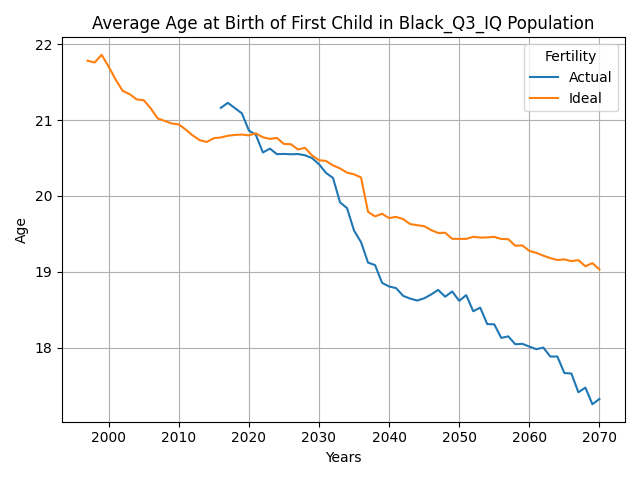 Average Age at Birth of First Child in Black_Q3_IQ Population
Fertility
Actual
Ideal
Age
22
21
20
19
18
2000 2010 2020 2030 2040 2050 2060 2070
Years